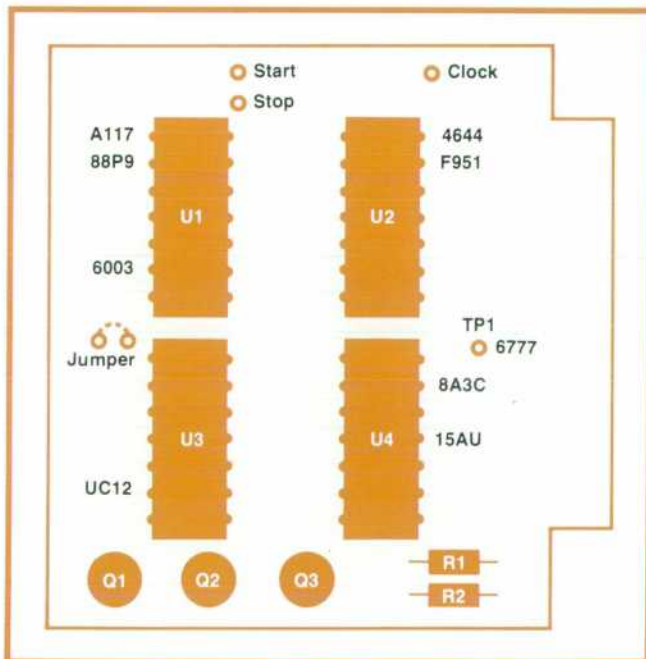 Start
Clock
Stop
A117
4644
88P9
F951
U1
U2
6003
TP1
6777
Jumper
8A3C
U3
U4
15AU
UC12
Q1
Q2
Q3
R1
R2